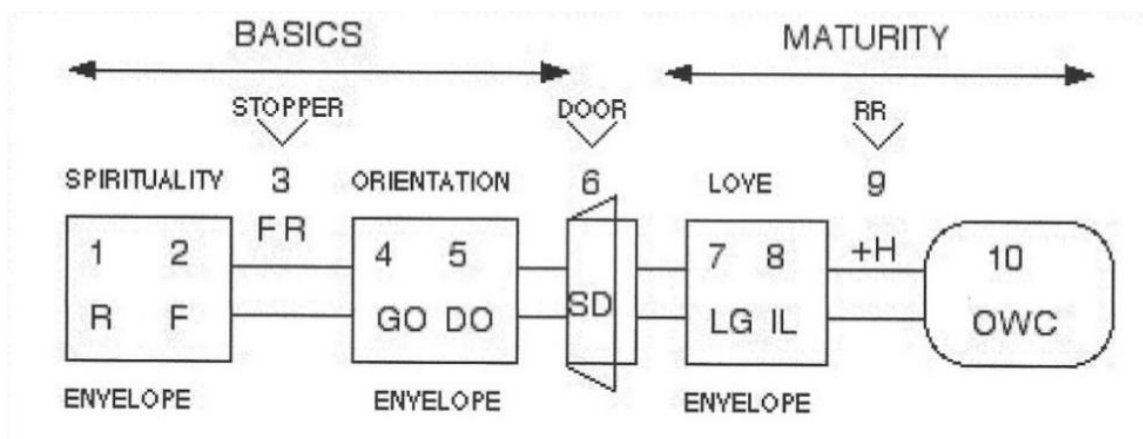 BASICS MATURITY
STOPPER DOOR RR
SPIRITUALITY 3 ORIENTATION 6 LOVE 9
FR
1 2 4 5 7 8 +H 10
R F GO DO SD LG IL OWC
ENVELOPE ENVELOPE ENVELOPE